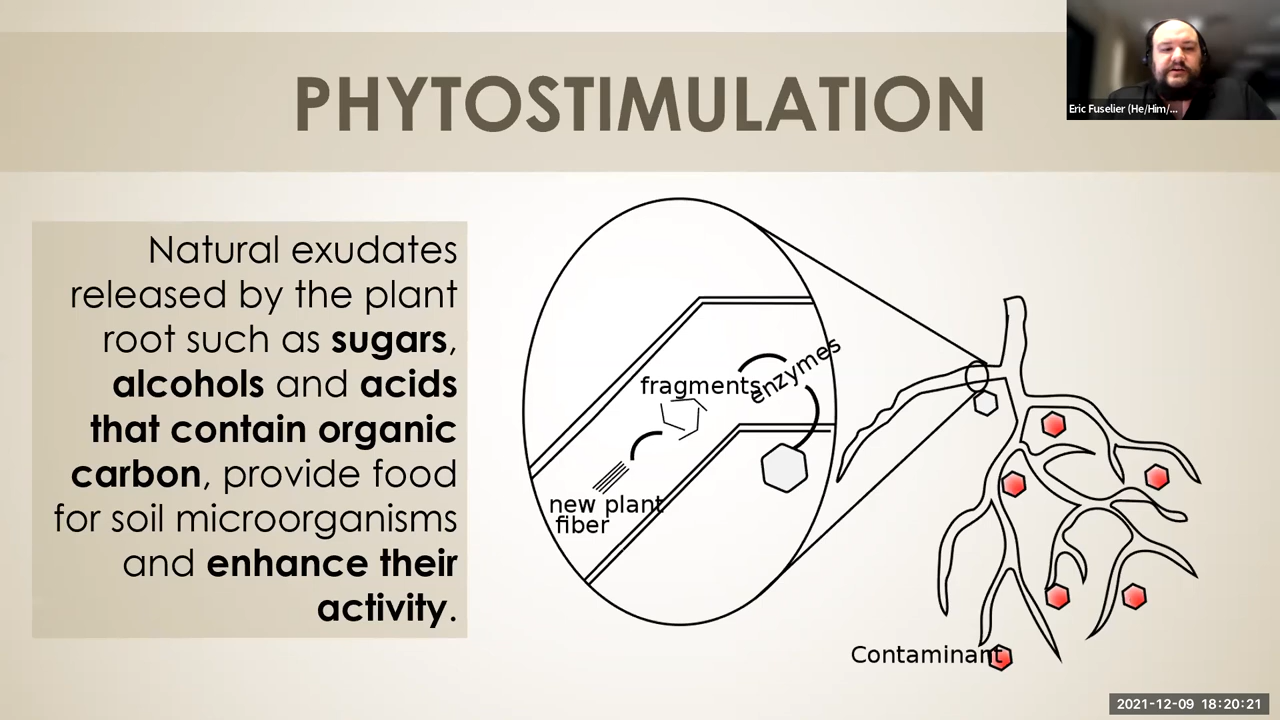 PHYTOSTIMULATION
Eric Fuselier (He/Him/...
Natural exudates
released by the plant
root such as sugars,
alcohols and acids
that contain organic
carbon, provide food
for soil microorganisms
and enhance their
activity.
enzymes
fragments
new plant
fiber
Contaminant
2021-12-09 18:20:21